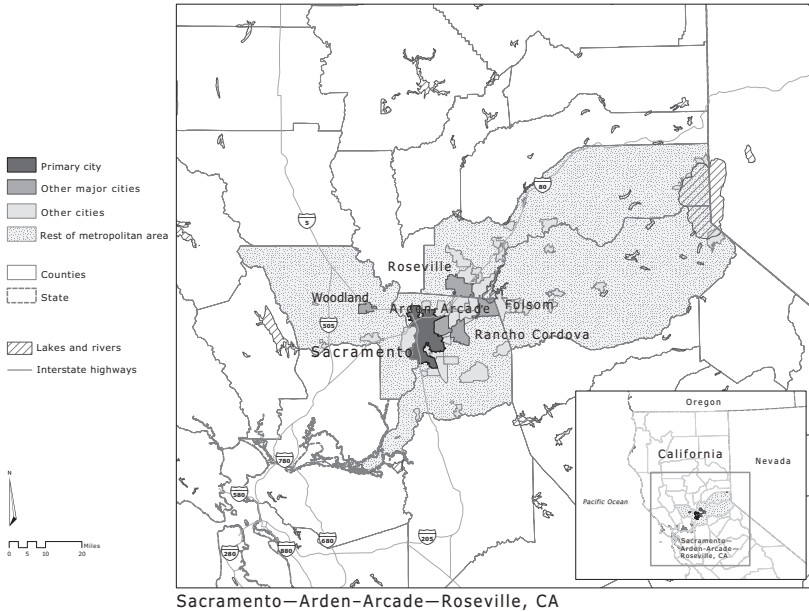 Primary city
Other major cities
Other cities
Rest of metropolitan area
Counties
State
Lakes and rivers
Interstate highways
N
0 5 10 20
Miles
80
5
Roseville
Woodland
Arden-Arcade
Folsom
505
Rancho Cordova
Sacramento
780
580
680
205
280
880
Oregon
California
Nevada
Pacific Ocean
Sacramento—
Arden-Arcade—
Roseville, CA
Sacramento—Arden-Arcade—Roseville, CA